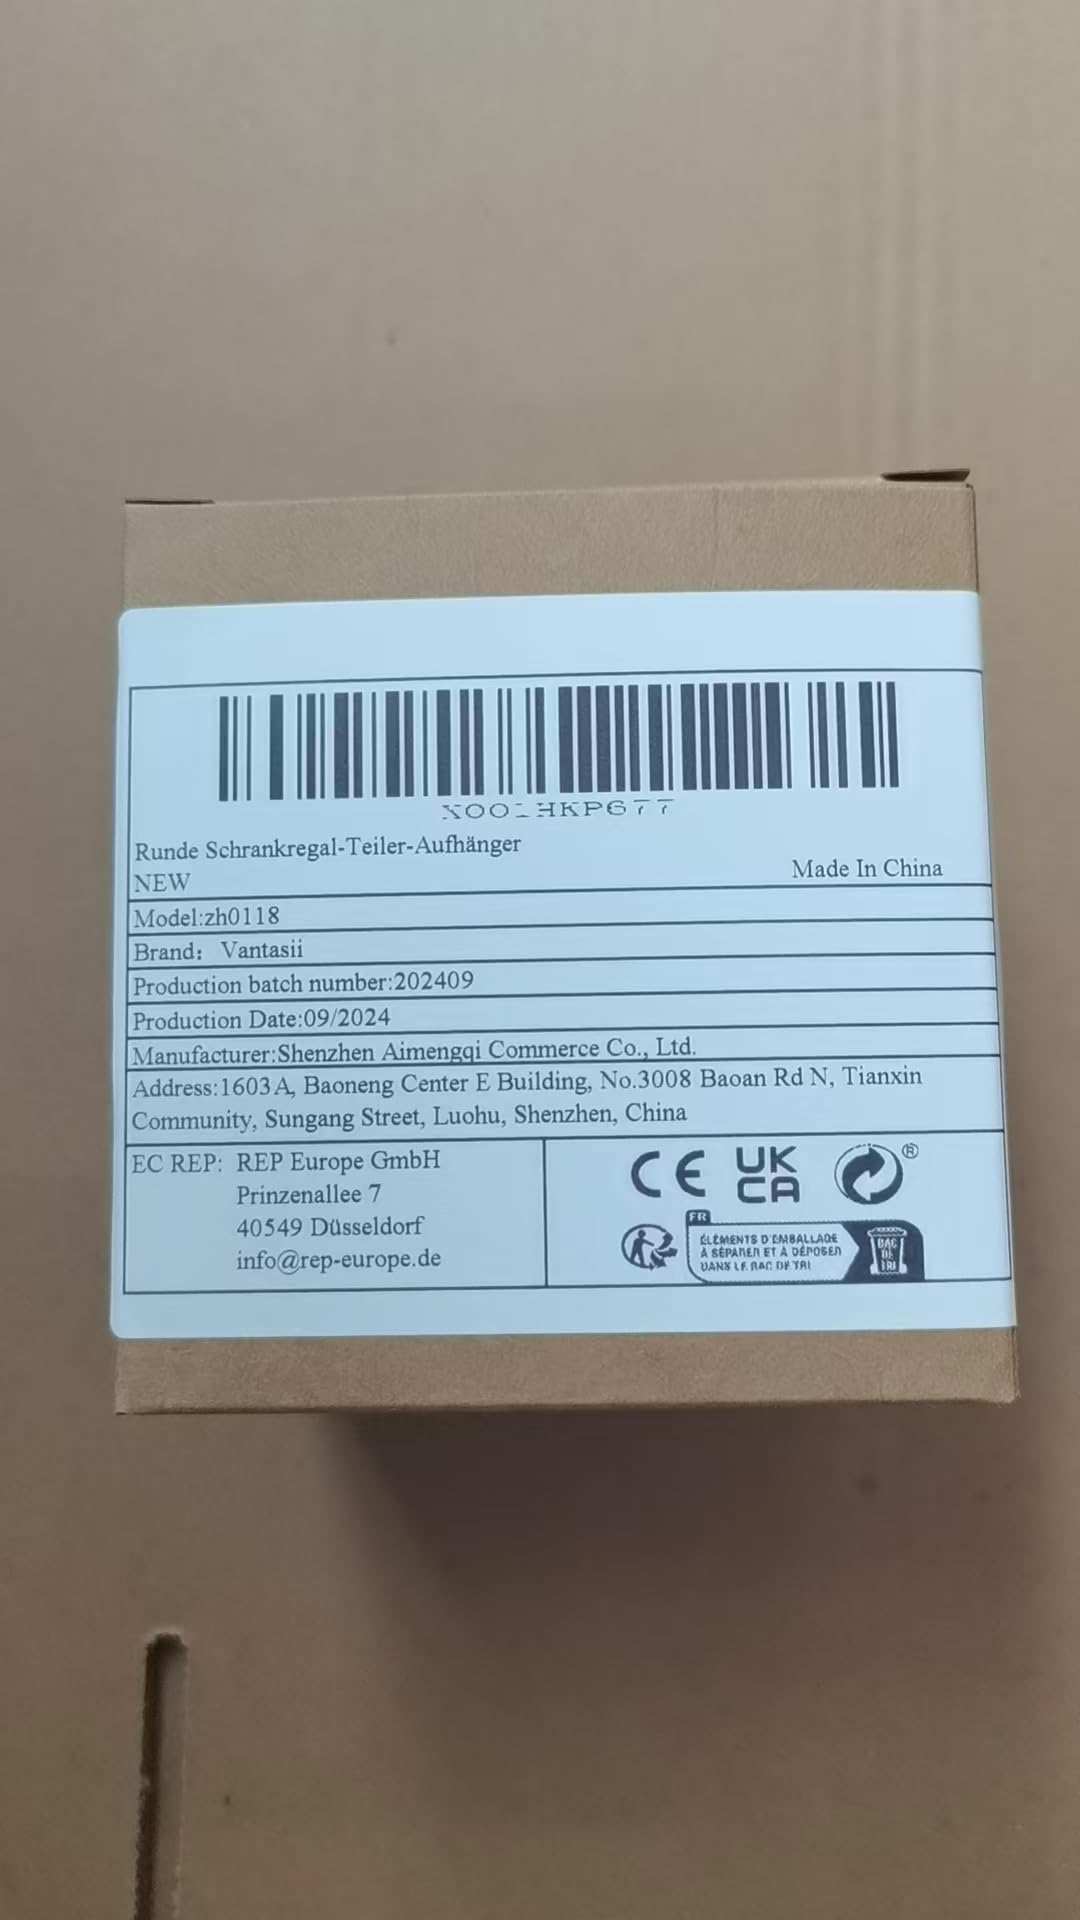 Runde Schrankregal-Teiler-Aufhänger
NEW
Made In China
Model:zh0118
Brand: Vantasii
Production batch number:202409
Production Date:09/2024
Manufacturer:Shenzhen Aimengqi Commerce Co., Ltd.
Address:1603A, Baoneng Center E Building, No.3008 Baoan Rd N, Tianxin
Community, Sungang Street, Luohu, Shenzhen, China
EC REP: REP Europe GmbH
Prinzenallee 7
40549 Düsseldorf
info@rep-europe.de
CE
UK
CA
®
FR
ÉLÉMENTS D'EMBALLAGE
À SÉPARER ET À DÉPOSER
DANS LE BAC DE TRI
BAC
DE
TRI